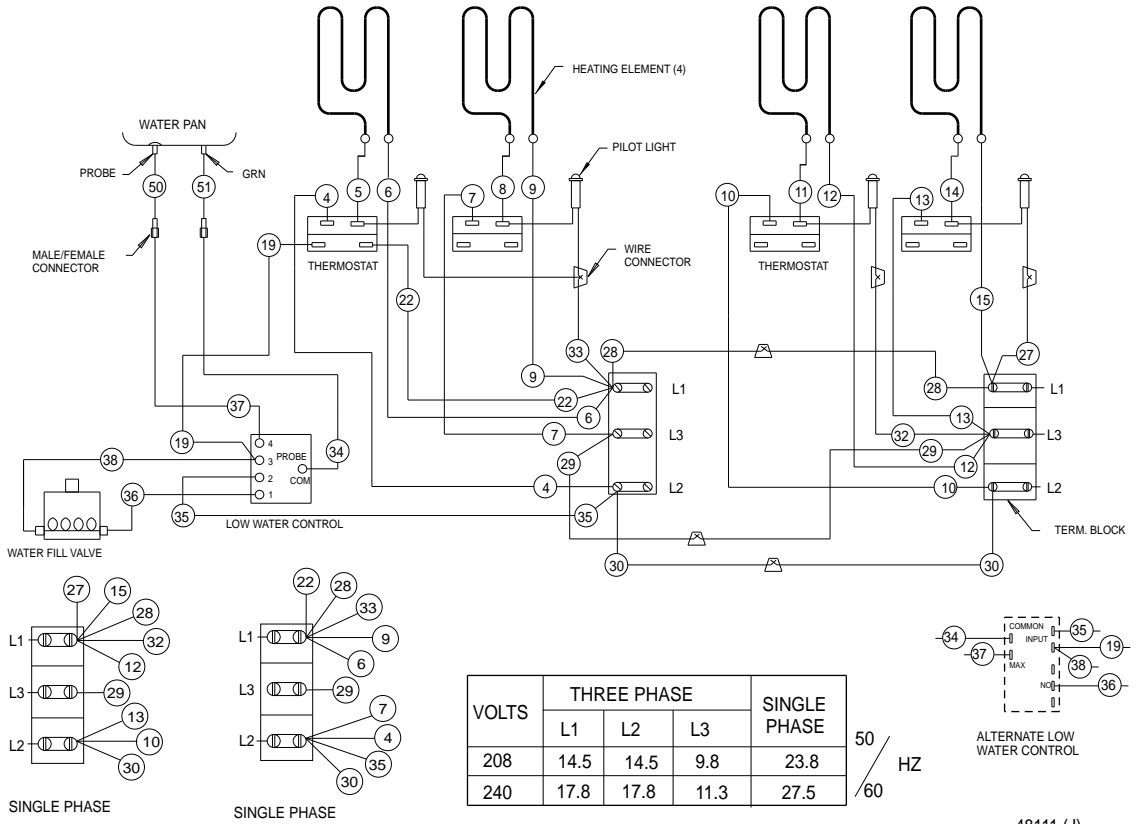 HEATING ELEMENT (4)
WATER PAN
PROBE
GRN
PILOT LIGHT
50
51
4
5
6
7
8
9
10
11
12
13
14
MALE/FEMALE
CONNECTOR
19
THERMOSTAT
WIRE
CONNECTOR
THERMOSTAT
22
15
33
28
27
9
28
L1
L1
22
37
6
13
19
4
7
L3
32
L3
38
3
PROBE
34
29
29
2
COM
12
36
1
4
L2
10
L2
35
35
LOW WATER CONTROL
TERM. BLOCK
WATER FILL VALVE
30
30
27
15
28
L1
32
12
L3
29
13
L2
10
30
SINGLE PHASE
22
28
33
L1
9
6
L3
29
7
L2
4
35
30
SINGLE PHASE
VOLTS THREE PHASE SINGLE PHASE
L1 L2 L3
208 14.5 14.5 9.8 23.8
240 17.8 17.8 11.3 27.5
50/60 HZ
COMMON
INPUT
35
34
19
37
MAX
38
NO
36
ALTERNATE LOW
WATER CONTROL